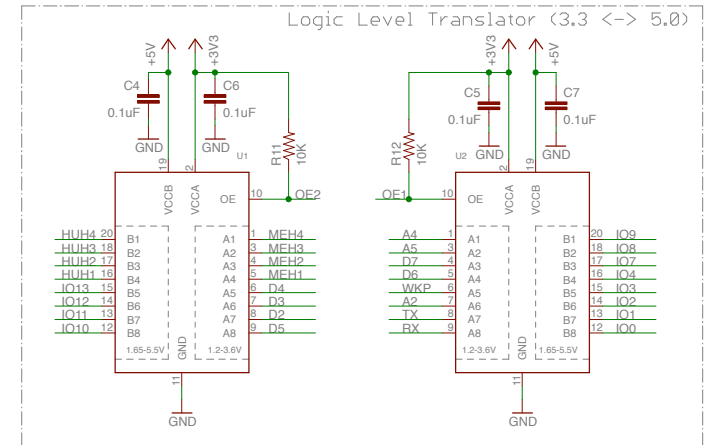 Logic Level Translator (3.3 <-> 5.0)
+5V
+3V3
+3V3
+5V
C4
C6
C5
C7
0.1uF
0.1uF
0.1uF
0.1uF
GND
GND
GND
GND
R11
10K
R12
10K
19
2
U1
U2
2
19
VCCB
VCCA
OE
10
OE2
OE1
10
OE
VCCA
VCCB
HUH4 20 B1 A1 1 MEH4
HUH3 18 B2 A2 3 MEH3
HUH2 17 B3 A3 4 MEH2
HUH1 16 B4 A4 5 MEH1
IO13 15 B5 A5 6 D4
IO12 14 B6 A6 7 D3
IO11 13 B7 A7 8 D2
IO10 12 B8 A8 9 D5
1.65-5.5V
GND
1.2-3.6V
11
GND
A4 1 A1 B1 20 IO9
A5 3 A2 B2 18 IO8
D7 4 A3 B3 17 IO7
D6 5 A4 B4 16 IO4
WKP 6 A5 B5 15 IO3
A2 7 A6 B6 14 IO2
TX 8 A7 B7 13 IO1
RX 9 A8 B8 12 IO0
1.2-3.6V
GND
1.65-5.5V
11
GND